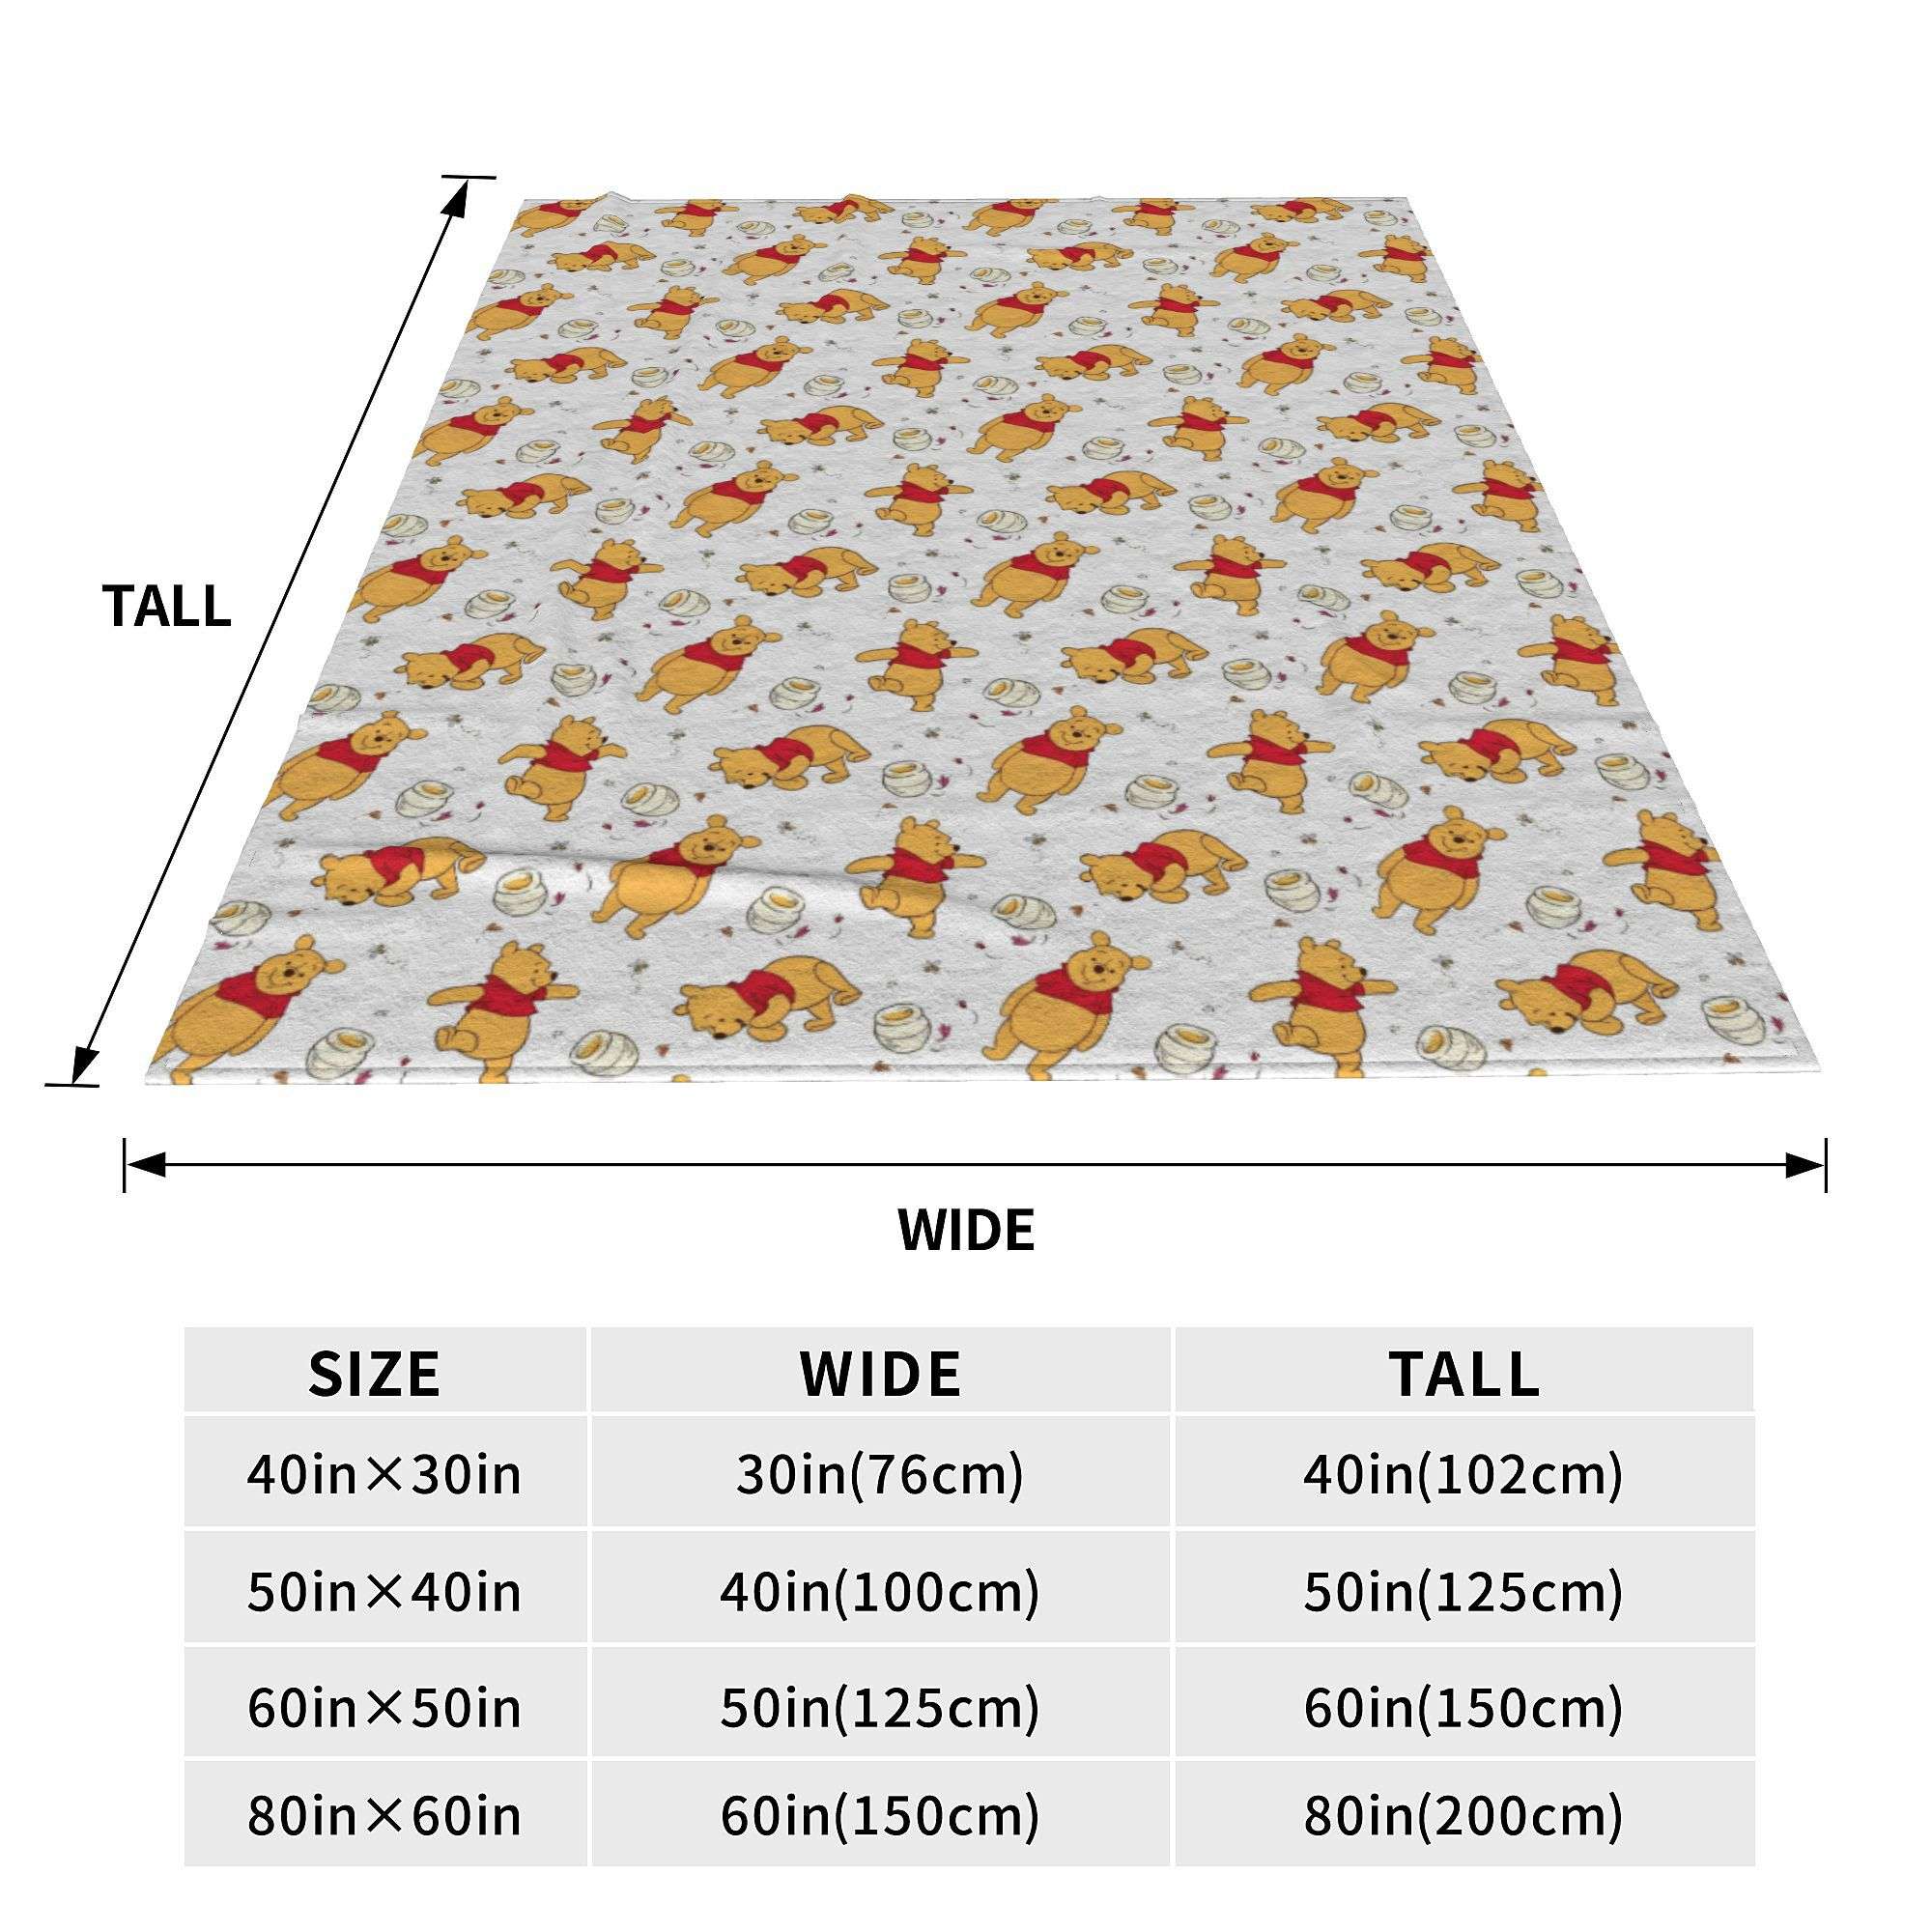 TALL
WIDE
SIZE WIDE TALL
40in×30in 30in(76cm) 40in(102cm)
50in×40in 40in(100cm) 50in(125cm)
60in×50in 50in(125cm) 60in(150cm)
80in×60in 60in(150cm) 80in(200cm)